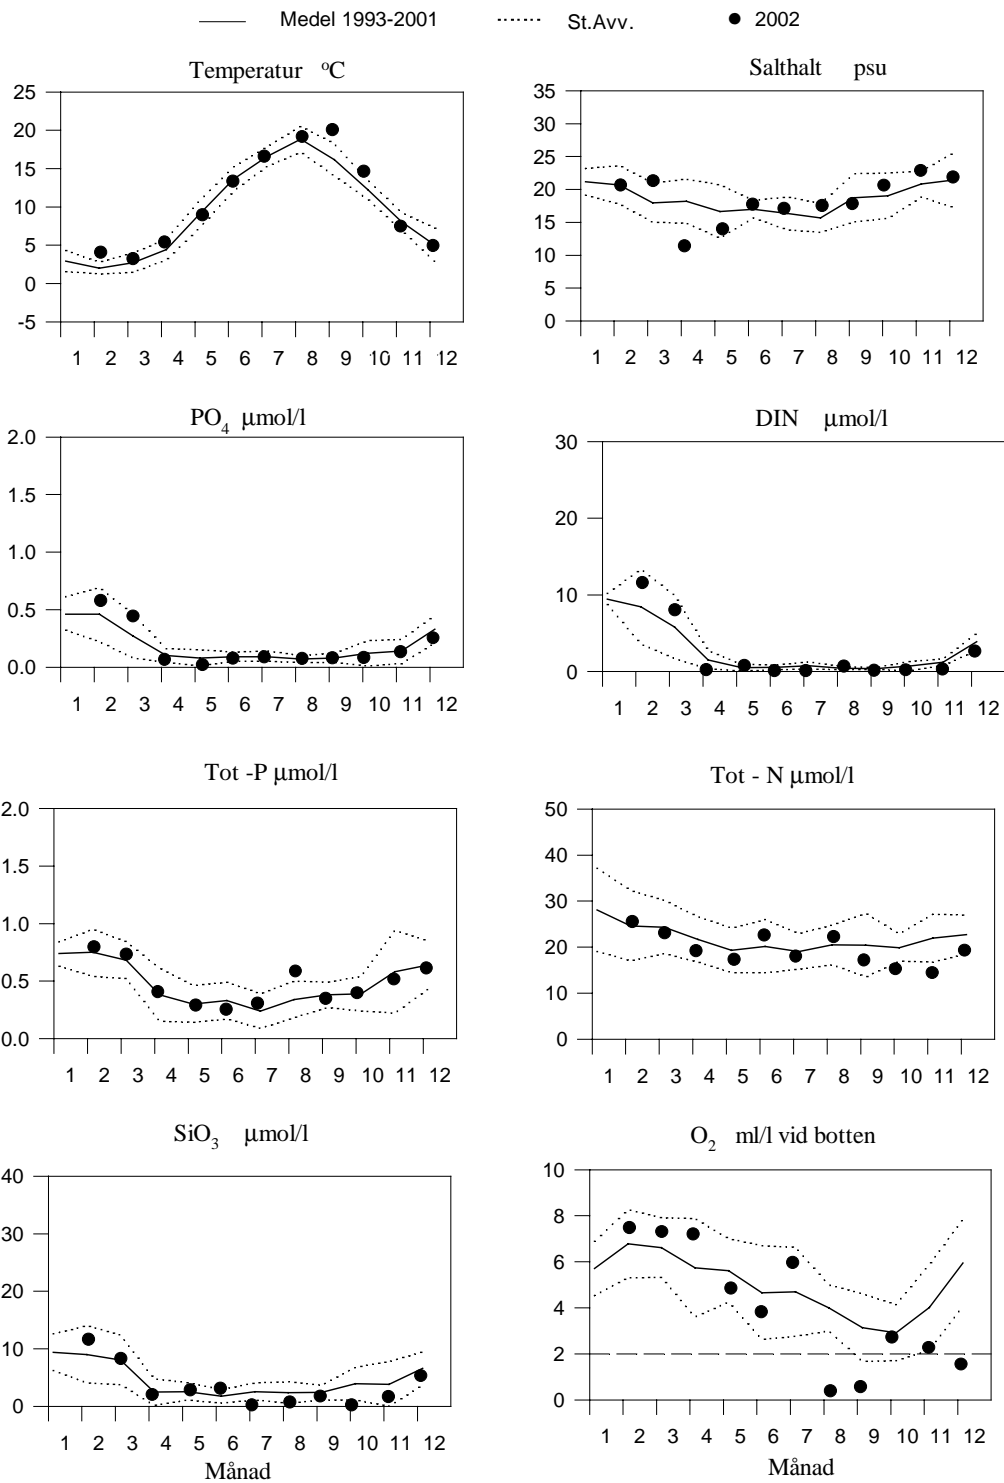 Medel 1993-2001 St.Avv. 2002
Temperatur °C
25
20
15
10
5
0
-5
1 2 3 4 5 6 7 8 9 10 11 12
Salthalt psu
35
30
25
20
15
10
5
0
1 2 3 4 5 6 7 8 9 10 11 12
PO4 µmol/l
2.0
1.5
1.0
0.5
0.0
1 2 3 4 5 6 7 8 9 10 11 12
DIN µmol/l
30
20
10
0
1 2 3 4 5 6 7 8 9 10 11 12
Tot -P µmol/l
2.0
1.5
1.0
0.5
0.0
1 2 3 4 5 6 7 8 9 10 11 12
Tot - N µmol/l
50
40
30
20
10
0
1 2 3 4 5 6 7 8 9 10 11 12
SiO3 µmol/l
40
30
20
10
0
1 2 3 4 5 6 7 8 9 10 11 12
Månad
O2 ml/l vid botten
10
8
6
4
2
0
1 2 3 4 5 6 7 8 9 10 11 12
Månad